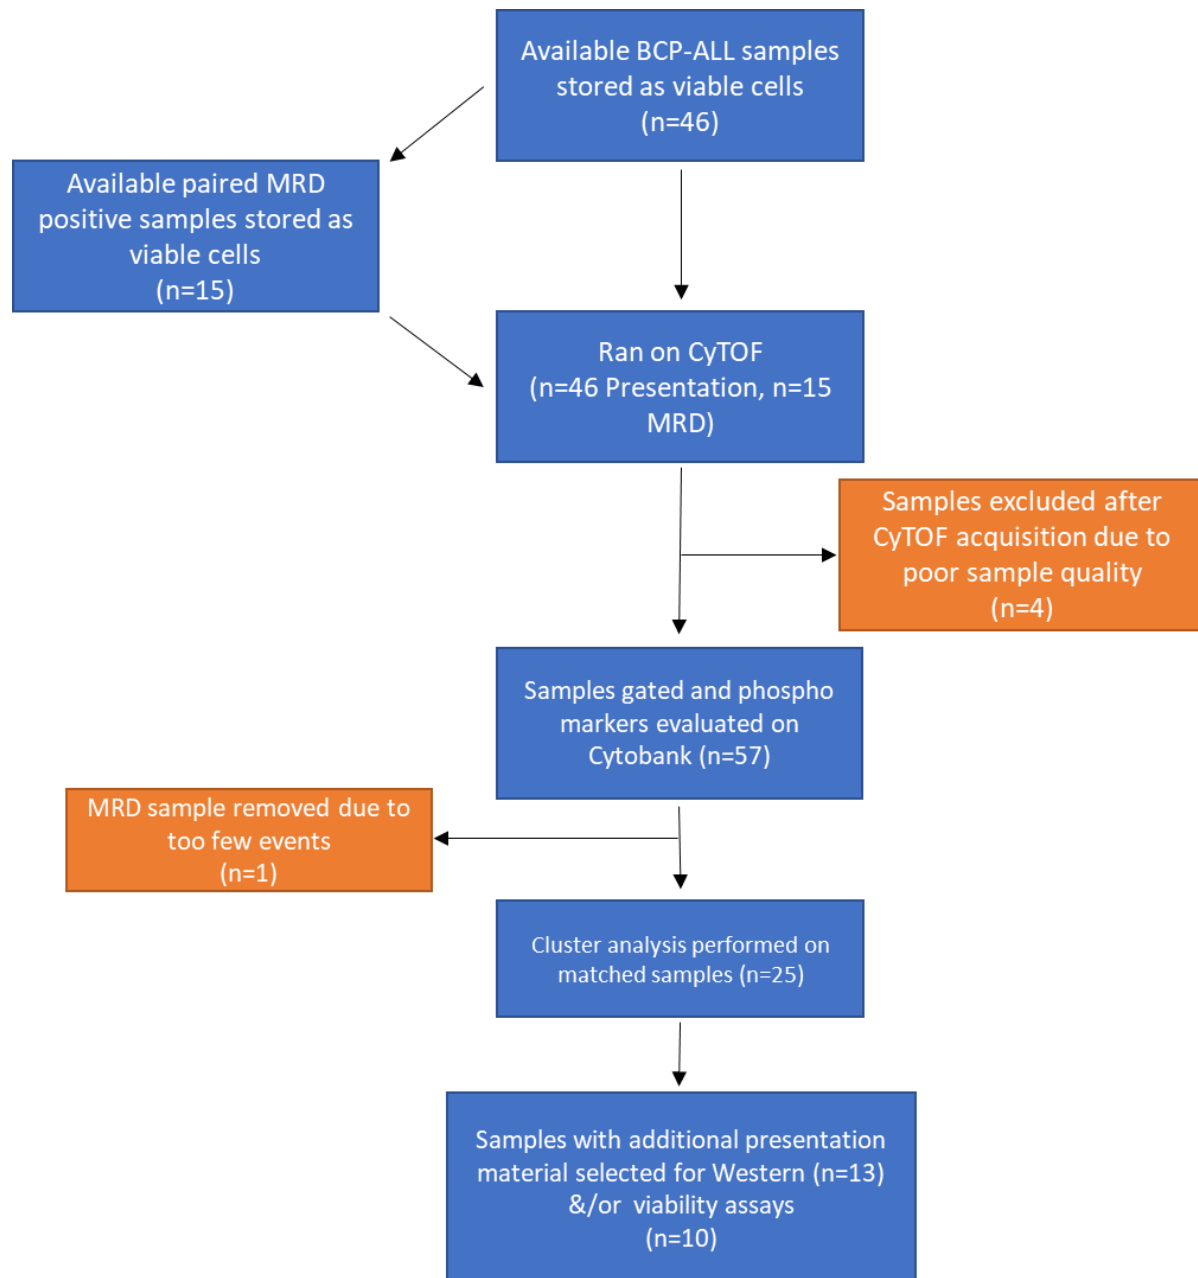 Available BCP-ALL samples
stored as viable cells
(n=46)
Available paired MRD
positive samples stored as
viable cells
(n=15)
Ran on CyTOF
(n=46 Presentation, n=15
MRD)
Samples excluded after
CyTOF acquisition due to
poor sample quality
(n=4)
Samples gated and phospho
markers evaluated on
Cytobank (n=57)
MRD sample removed due to
too few events
(n=1)
Cluster analysis performed on
matched samples (n=25)
Samples with additional presentation
material selected for Western (n=13)
&/or viability assays
(n=10)